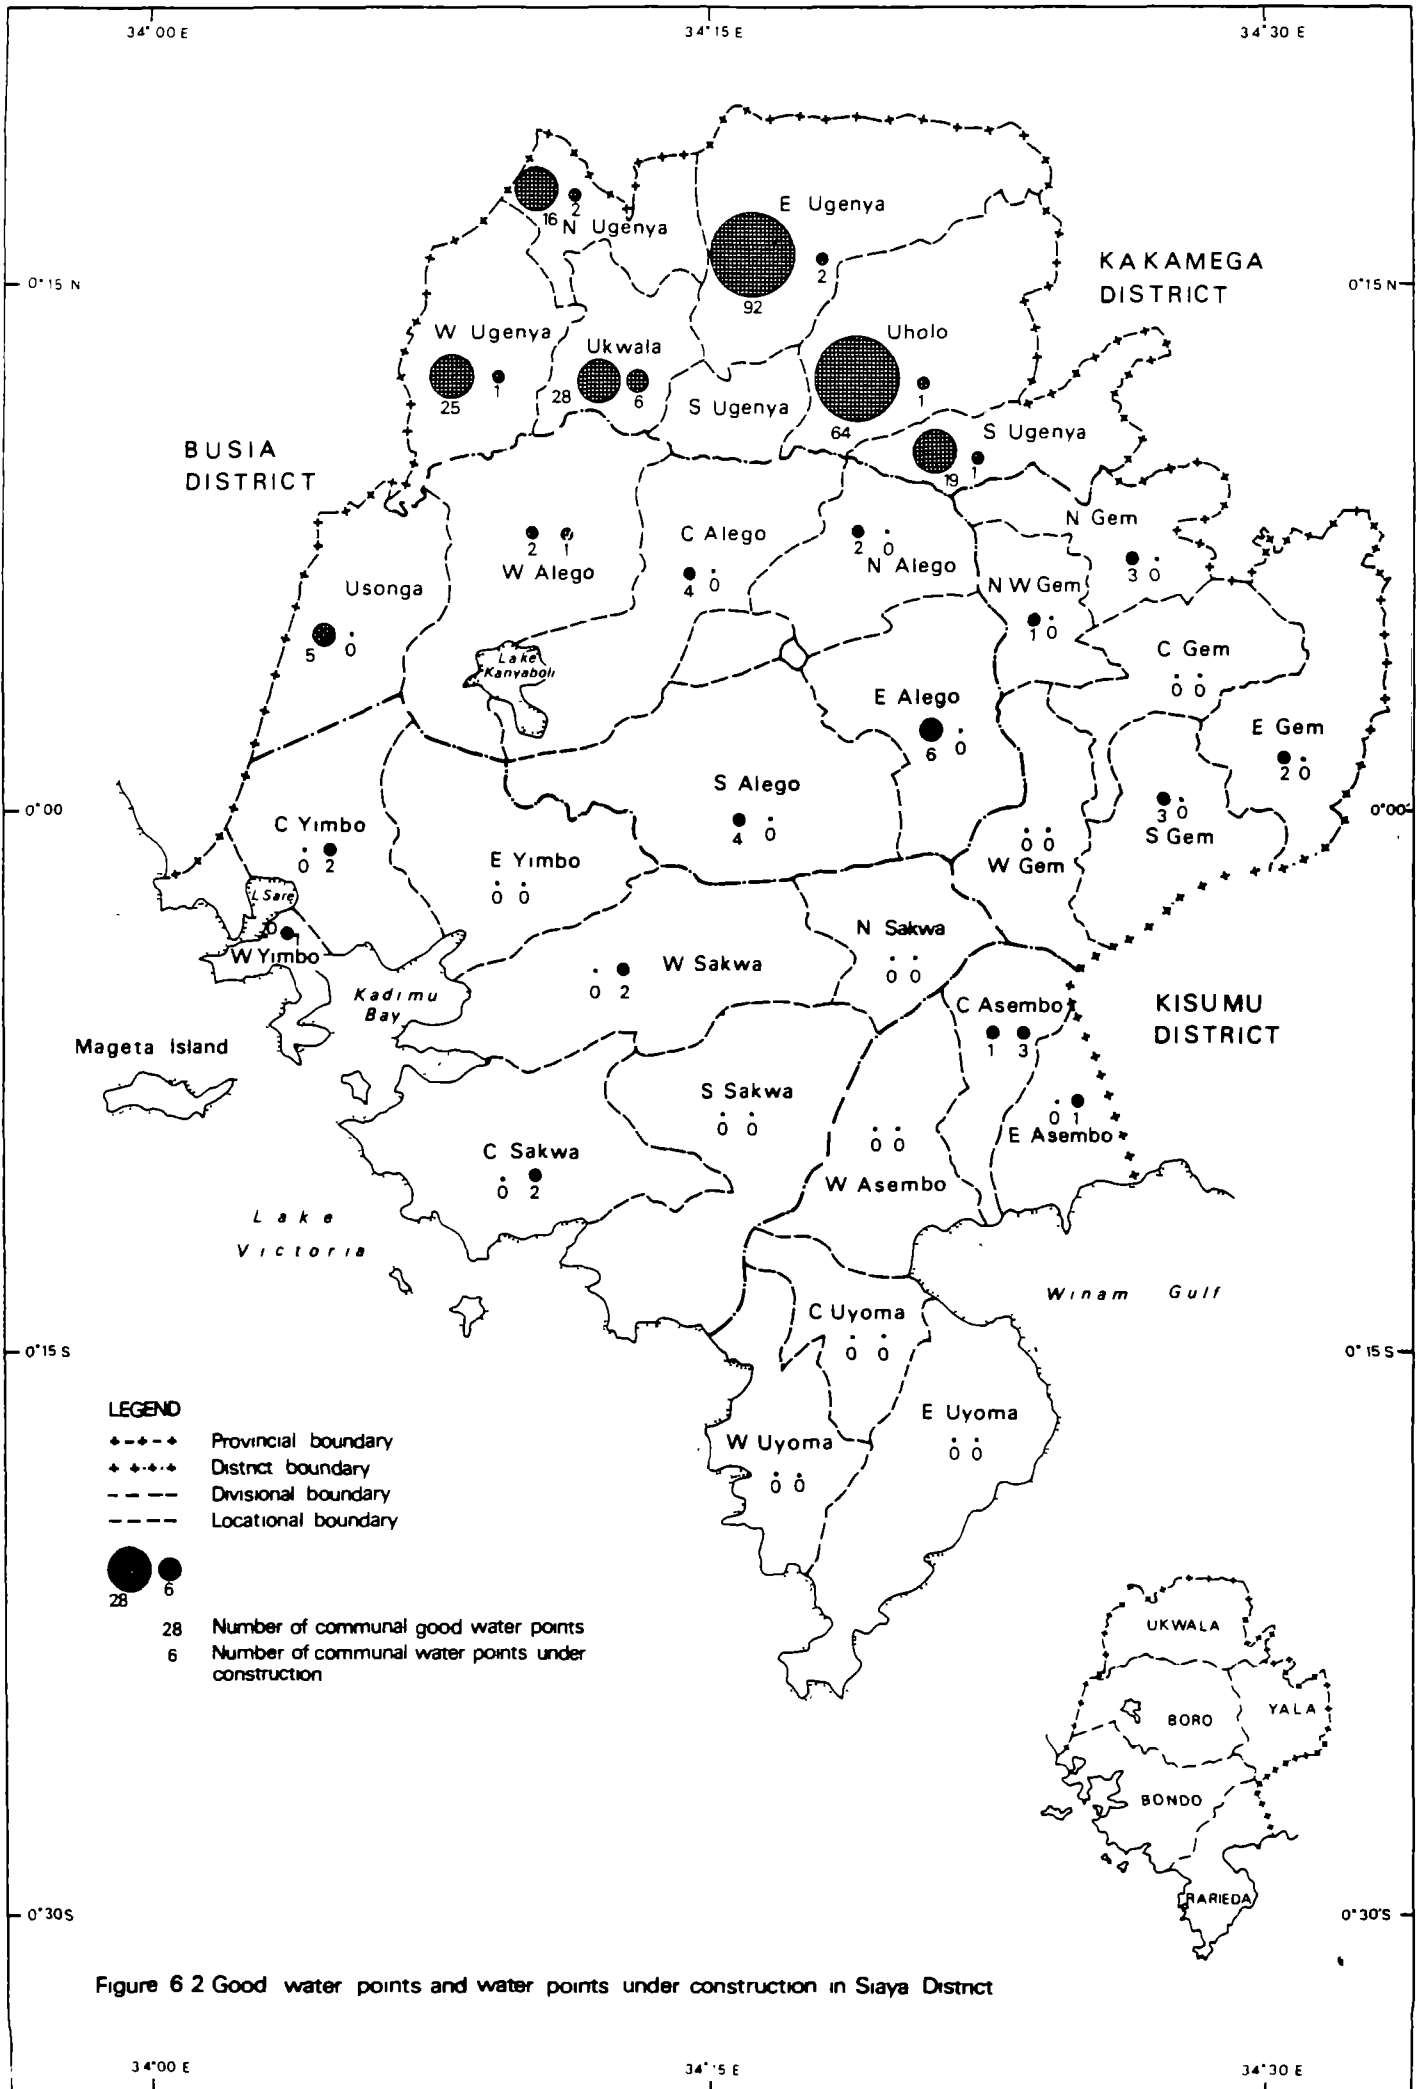 34°00 E 34°15 E 34°30 E
E Ugenya
16 2
N Ugenya
KAKAMEGA
DISTRICT
0°15 N 0°15 N
2
92
W Ugenya
Ukwala
Uholo
25 1
28 6
S Ugenya
1
64
S Ugenya
19 1
BUSIA
DISTRICT
N Gem
2 1
W Alego
C Alego
4 0
2 0
N Alego
3 0
N W Gem
1 0
Usonga
5 0
Lake
Kanyaboli
C Gem
0 0
E Alego
6 0
E Gem
2 0
S Alego
4 0
3 0
S Gem
0°00 0°00'
C Yimbo
0 2
E Yimbo
0 0
0 0
W Gem
L Sare
0 1
W Yimbo
N Sakwa
0 0
W Sakwa
0 2
Kadimu
Bay
C Asembo
1 3
KISUMU
DISTRICT
Mageta Island
S Sakwa
0 0
0 1
E Asembo
0 0
W Asembo
C Sakwa
0 2
Lake
Victoria
Winam Gulf
C Uyoma
0 0
0°15 S 0°15 S
E Uyoma
0 0
W Uyoma
0 0
LEGEND
Provincial boundary
District boundary
Divisional boundary
Locational boundary
28 6
28 Number of communal good water points
6 Number of communal water points under
construction
UKWALA
BORO
YALA
BONDO
RARIEDA
0°30S 0°30'S
Figure 6 2 Good water points and water points under construction in Siaya District
34°00 E 34°'5 E 34°30 E